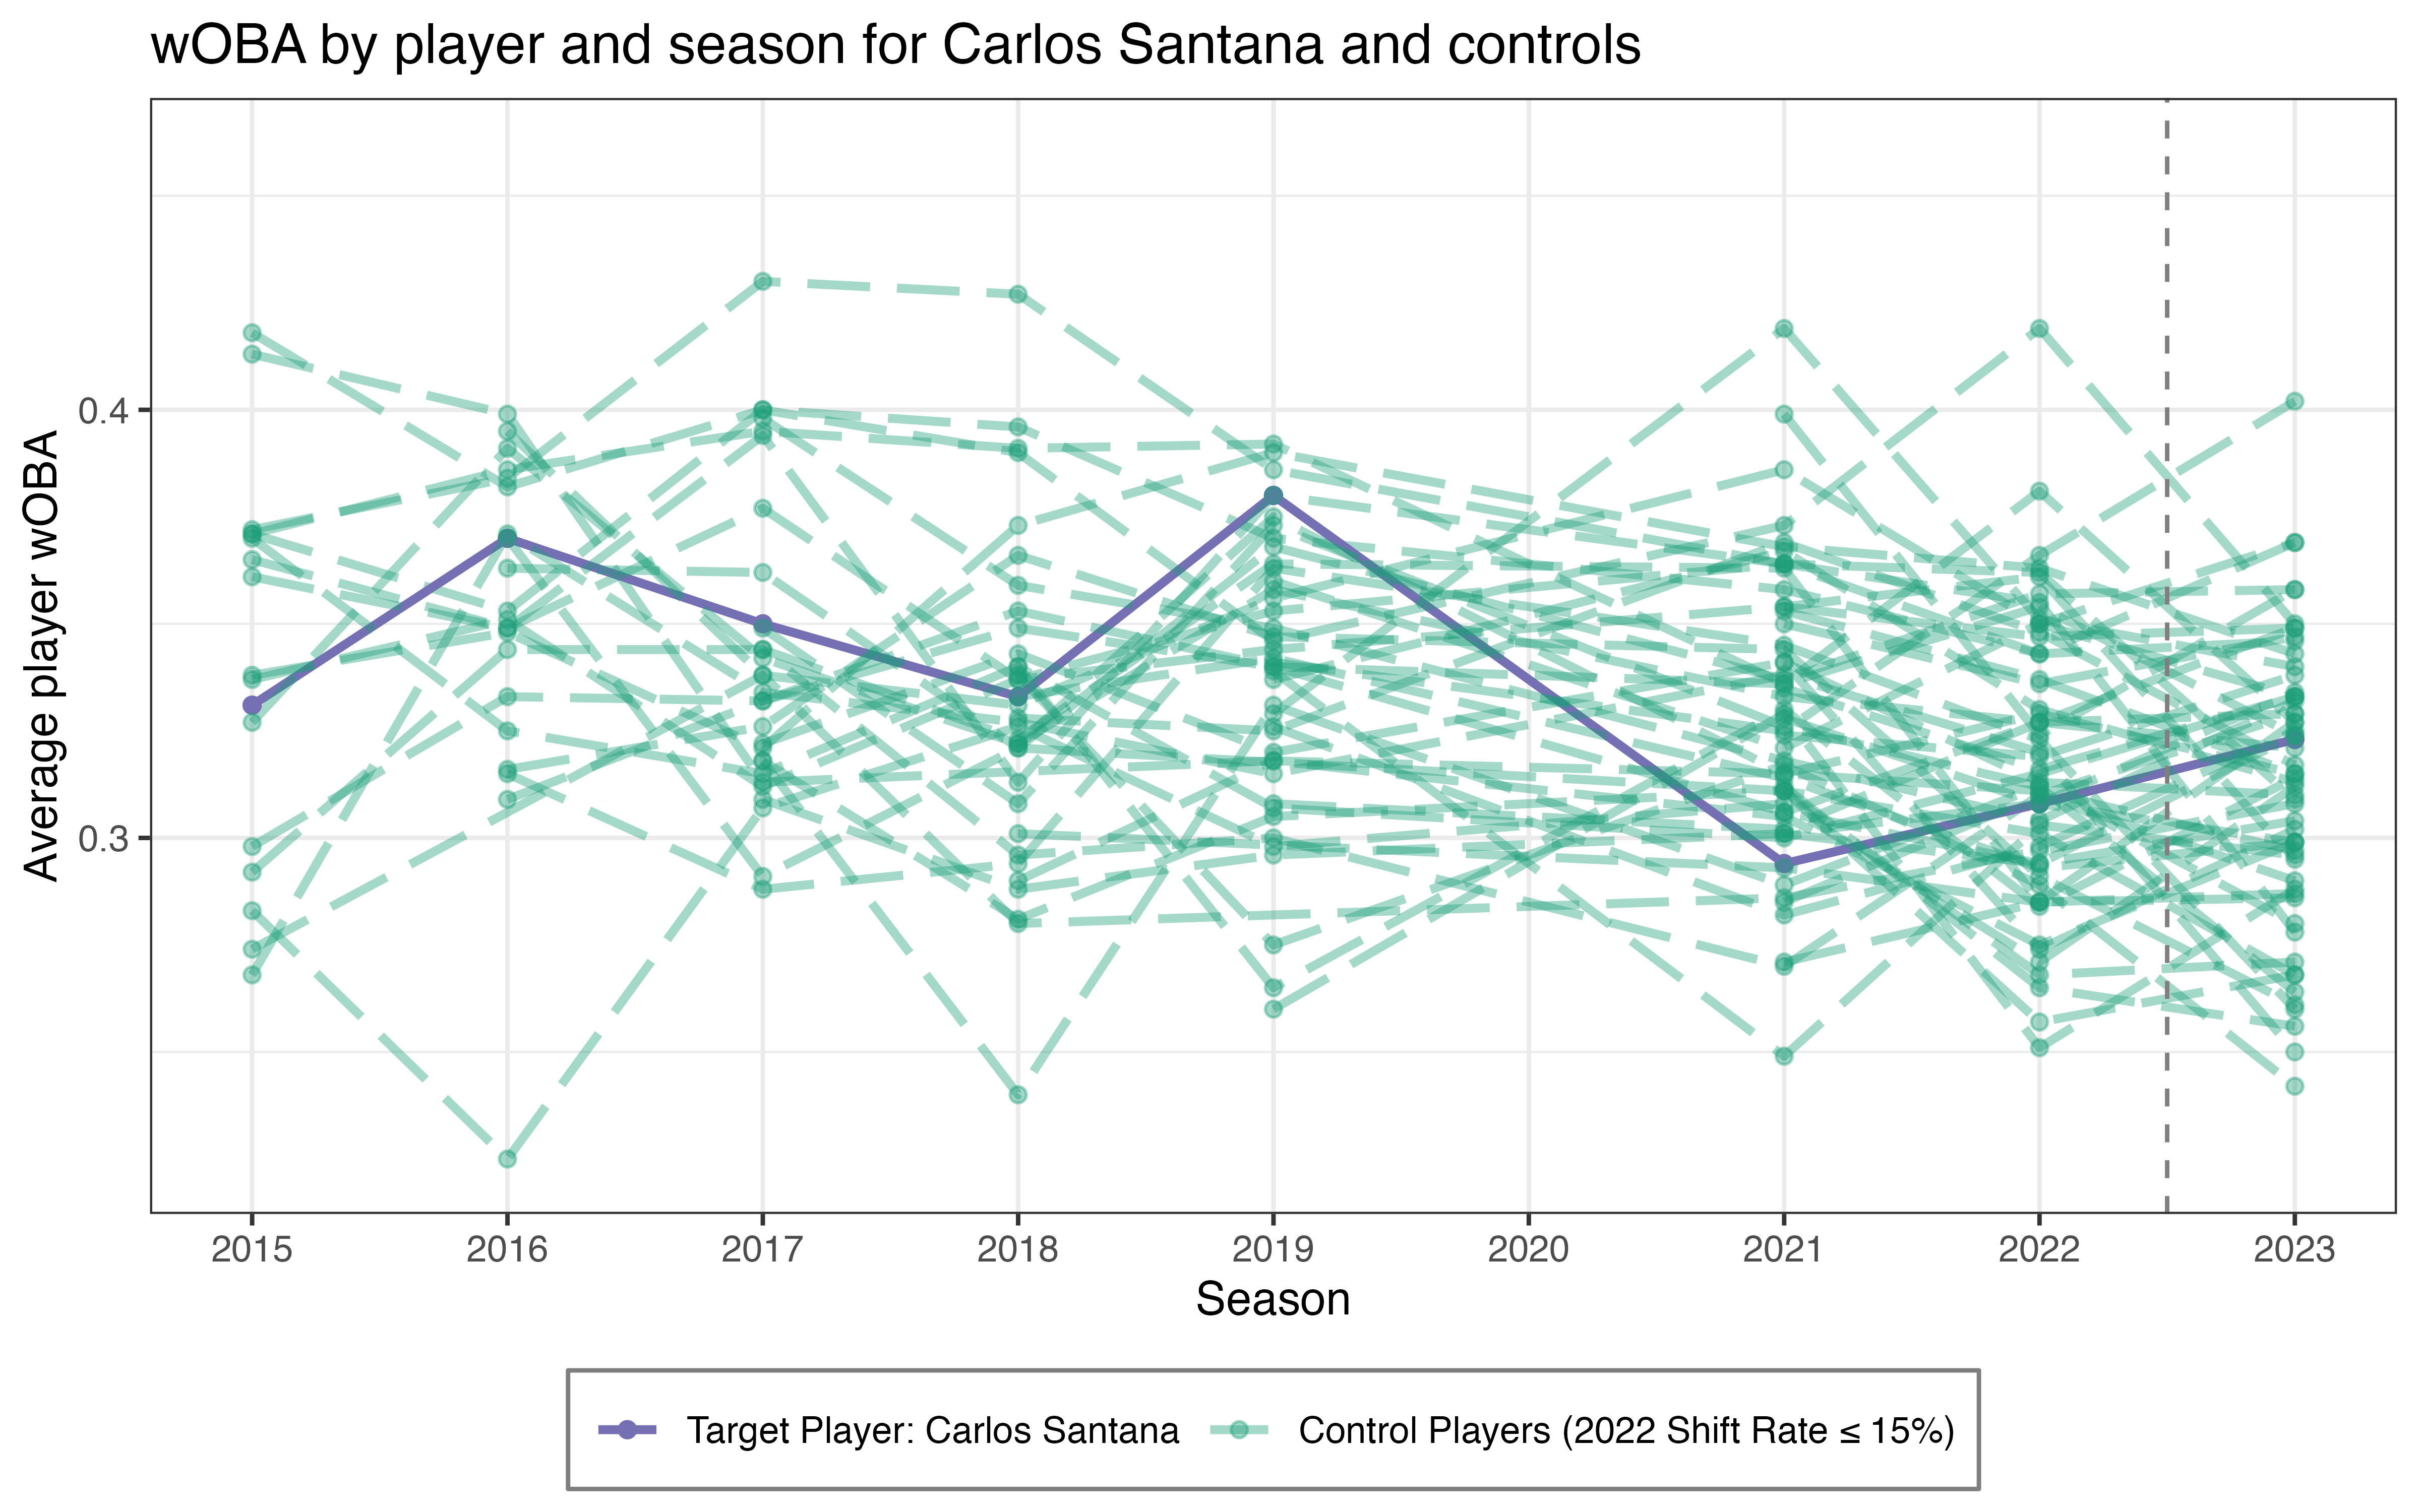 wOBA by player and season for Carlos Santana and controls
Average player wOBA
0.4
0.3
2015 2016 2017 2018 2019 2020 2021 2022 2023
Season
Target Player: Carlos Santana Control Players (2022 Shift Rate ≤ 15%)